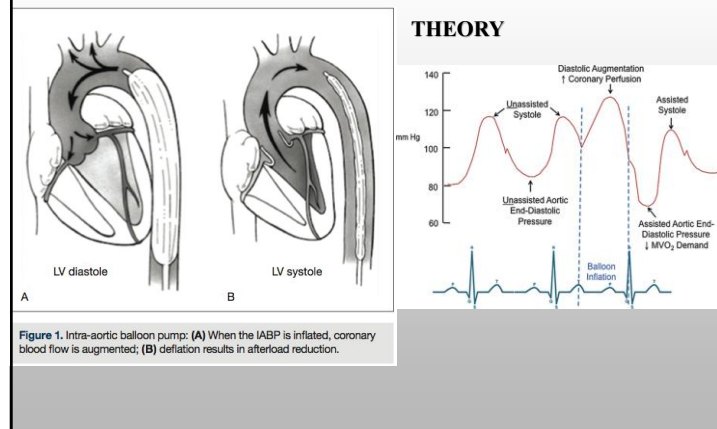 THEORY
LV diastole
LV systole
A
B
Figure 1. Intra-aortic balloon pump: (A) When the IABP is inflated, coronary
blood flow is augmented; (B) deflation results in afterload reduction.
140
120
mm Hg
100
80
60
Diastolic Augmentation
↑ Coronary Perfusion
Unassisted
Systole
Assisted
Systole
Unassisted Aortic
End-Diastolic
Pressure
Assisted Aortic End-
Diastolic Pressure
↓ MVO₂ Demand
Balloon
Inflation